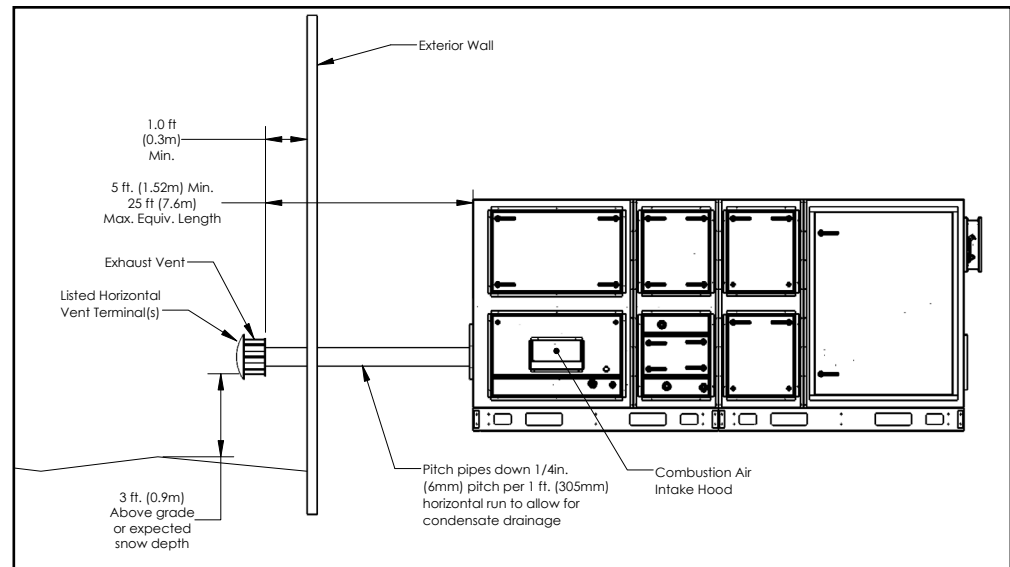 Exterior Wall
1.0 ft
(0.3m)
Min.
5 ft. (1.52m) Min.
25 ft (7.6m)
Max. Equiv. Length
Exhaust Vent
Listed Horizontal
Vent Terminal(s)
3 ft. (0.9m)
Above grade
or expected
snow depth
Pitch pipes down 1/4in.
(6mm) pitch per 1 ft. (305mm)
horizontal run to allow for
condensate drainage
Combustion Air
Intake Hood